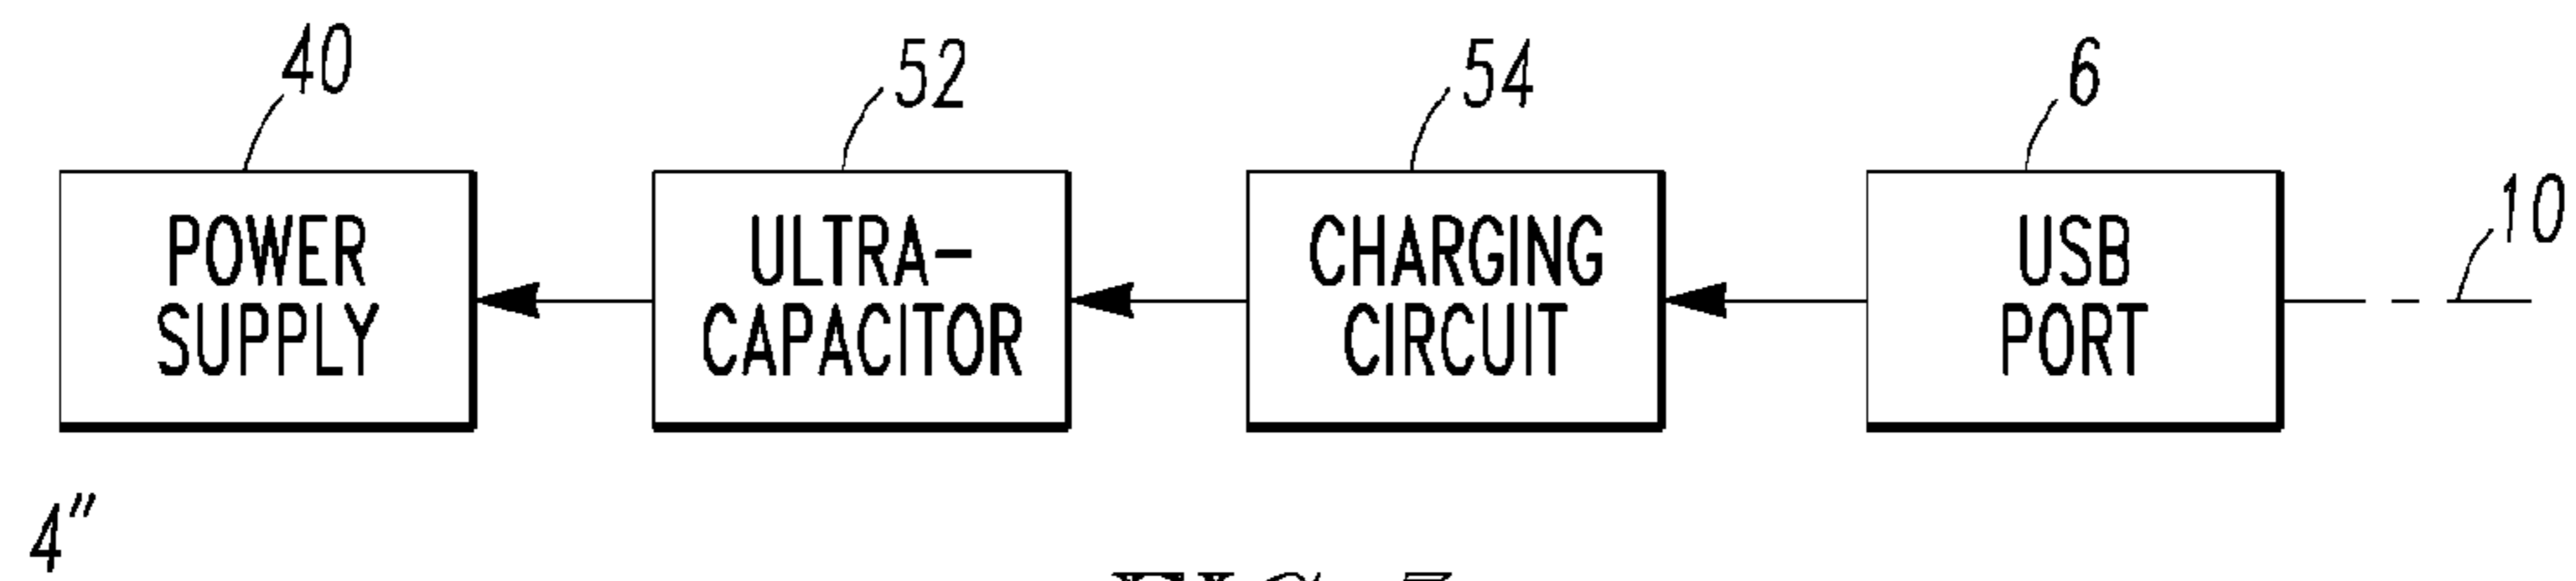 40
52
54
6
10
POWER
SUPPLY
ULTRA-
CAPACITOR
CHARGING
CIRCUIT
USB
PORT
4"